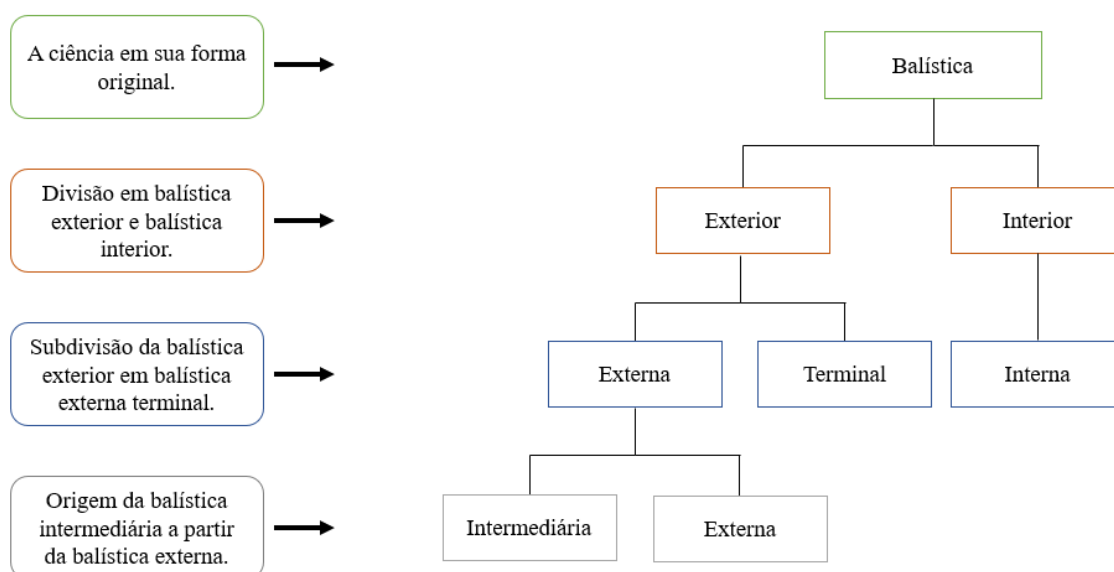 A ciência em sua forma
original.
Balística
Divisão em balística
exterior e balística
interior.
Exterior
Interior
Subdivisão da balística
exterior em balística
externa terminal.
Externa
Terminal
Interna
Origem da balística
intermediária a partir
da balística externa.
Intermediária
Externa